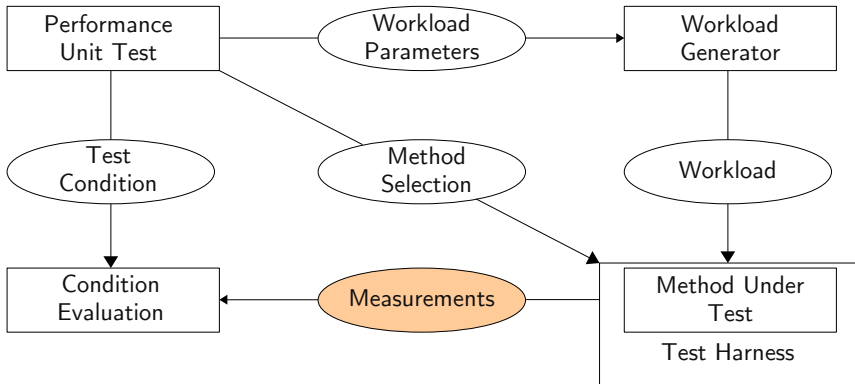 Performance
Unit Test
Workload
Parameters
Workload
Generator
Test
Condition
Method
Selection
Workload
Condition
Evaluation
Measurements
Method Under
Test
Test Harness